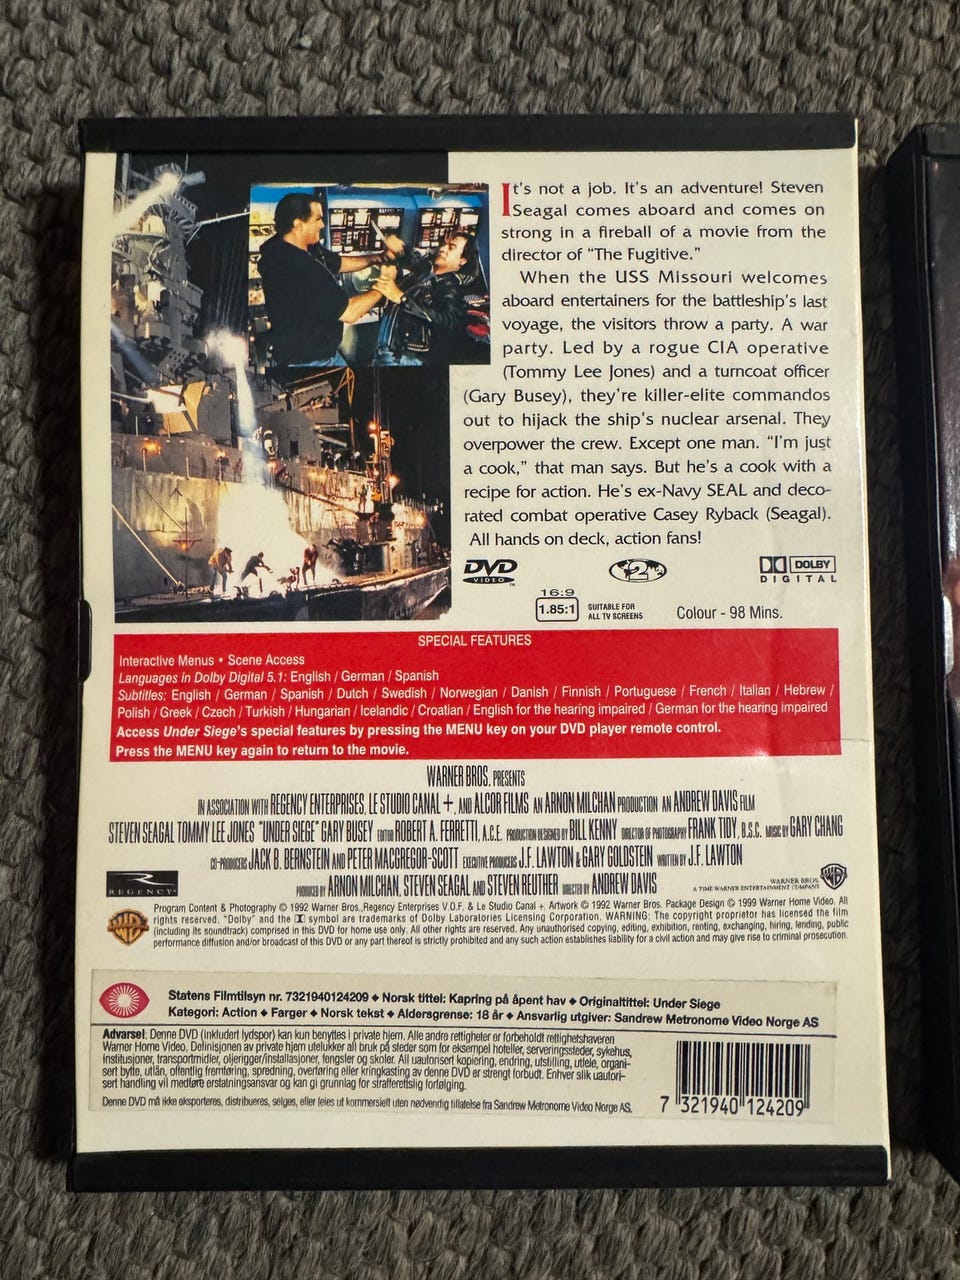 It's not a job. It's an adventure! Steven
Seagal comes aboard and comes on
strong in a fireball of a movie from the
director of “The Fugitive.”
When the USS Missouri welcomes
aboard entertainers for the battleship's last
voyage, the visitors throw a party. A war
party. Led by a rogue CIA operative
(Tommy Lee Jones) and a turncoat officer
(Gary Busey), they're killer-elite commandos
out to hijack the ship's nuclear arsenal. They
overpower the crew. Except one man. “I'm just
a cook,” that man says. But he's a cook with a
recipe for action. He's ex-Navy SEAL and deco-
rated combat operative Casey Ryback (Seagal).
All hands on deck, action fans!
DVD
VIDEO
2
DOLBY
DIGITAL
16:9
1.85:1
SUITABLE FOR
ALL TV SCREENS
Colour - 98 Mins.
SPECIAL FEATURES
Interactive Menus • Scene Access
Languages in Dolby Digital 5.1: English / German / Spanish
Subtitles: English / German / Spanish / Dutch / Swedish / Norwegian / Danish / Finnish / Portuguese / French / Italian / Hebrew /
Polish / Greek / Czech / Turkish / Hungarian / Icelandic / Croatian / English for the hearing impaired / German for the hearing impaired
Access Under Siege's special features by pressing the MENU key on your DVD player remote control.
Press the MENU key again to return to the movie.
WARNER BROS. PRESENTS
IN ASSOCIATION WITH REGENCY ENTERPRISES, LE STUDIO CANAL +, AND ALCOR FILMS AN ARNON MILCHAN PRODUCTION AN ANDREW DAVIS FILM
STEVEN SEAGAL TOMMY LEE JONES "UNDER SIEGE" GARY BUSEY EDITOR ROBERT A. FERRETTI, A.C.E. PRODUCTION DESIGNED BY BILL KENNY DIRECTOR OF PHOTOGRAPHY FRANK TIDY, B.S.C. MUSIC BY GARY CHANG
CO-PRODUCERS JACK B. BERNSTEIN AND PETER MACGREGOR-SCOTT EXECUTIVE PRODUCERS J.F. LAWTON & GARY GOLDSTEIN WRITTEN BY J.F. LAWTON
PRODUCED BY ARNON MILCHAN, STEVEN SEAGAL AND STEVEN REUTHER DIRECTED BY ANDREW DAVIS
REGENCY
WARNER BROS.
A TIME WARNER ENTERTAINMENT COMPANY
Program Content & Photography © 1992 Warner Bros.,Regency Enterprises V.O.F. & Le Studio Canal +. Artwork © 1992 Warner Bros. Package Design © 1999 Warner Home Video. All
rights reserved. “Dolby” and the symbol are trademarks of Dolby Laboratories Licensing Corporation. WARNING: The copyright proprietor has licensed the film
(including its soundtrack) comprised in this DVD for home use only. All other rights are reserved. Any unauthorised copying, editing, exhibition, renting, exchanging, hiring, lending, public
performance diffusion and/or broadcast of this DVD or any part thereof is strictly prohibited and any such action establishes liability for a civil action and may give rise to criminal prosecution.
Statens Filmtilsyn nr. 7321940124209 ◆ Norsk tittel: Kapring på åpent hav ◆ Originaltittel: Under Siege
Kategori: Action ◆ Farger ◆ Norsk tekst ◆ Aldersgrense: 18 år ◆ Ansvarlig utgiver: Sandrew Metronome Video Norge AS
Advarsel: Denne DVD (inkludert lydspor) kan kun benyttes i private hjem. Alle andre rettigheter er forbeholdt rettighetshaveren
Warner Home Video. Definisjonen av private hjem utelukker all bruk på steder som for eksempel hoteller, serveringssteder, sykehus,
institusjoner, transportmidler, oljerigger/installasjoner, fengsler og skoler. All uautorisert kopiering, endring, utstilling, utleie, organi-
sert bytte, utlån, offentlig fremføring, spredning, overføring eller kringkasting av denne DVD er strengt forbudt. Enhver slik uautori-
sert handling vil medføre erstatningsansvar og kan gi grunnlag for strafferettslig forfølging.
Denne DVD må ikke eksporteres, distribueres, selges, eller leies ut kommersielt uten nødvendig tillatelse fra Sandrew Metronome Video Norge AS.
7 321940 124209